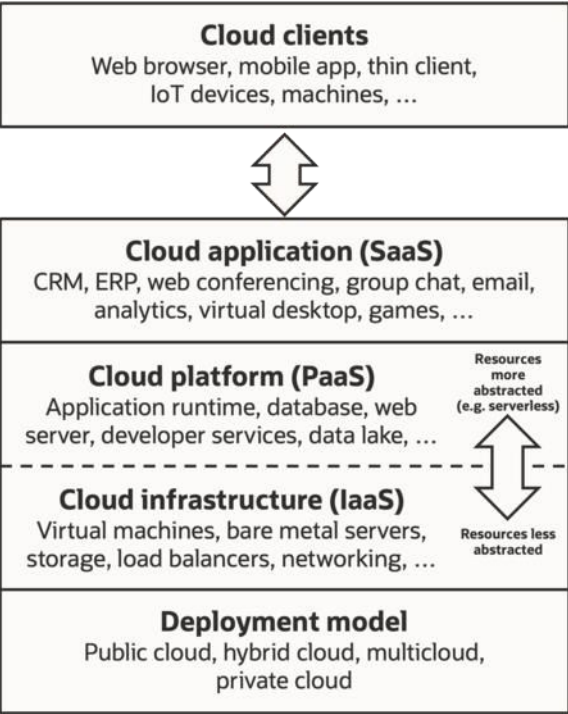 Cloud clients
Web browser, mobile app, thin client,
IoT devices, machines, ...
Cloud application (SaaS)
CRM, ERP, web conferencing, group chat, email,
analytics, virtual desktop, games, ...
Cloud platform (PaaS)
Application runtime, database, web
server, developer services, data lake, ...
Resources
more
abstracted
(e.g. serverless)
Cloud infrastructure (IaaS)
Virtual machines, bare metal servers,
storage, load balancers, networking, ...
Resources less
abstracted
Deployment model
Public cloud, hybrid cloud, multicloud,
private cloud